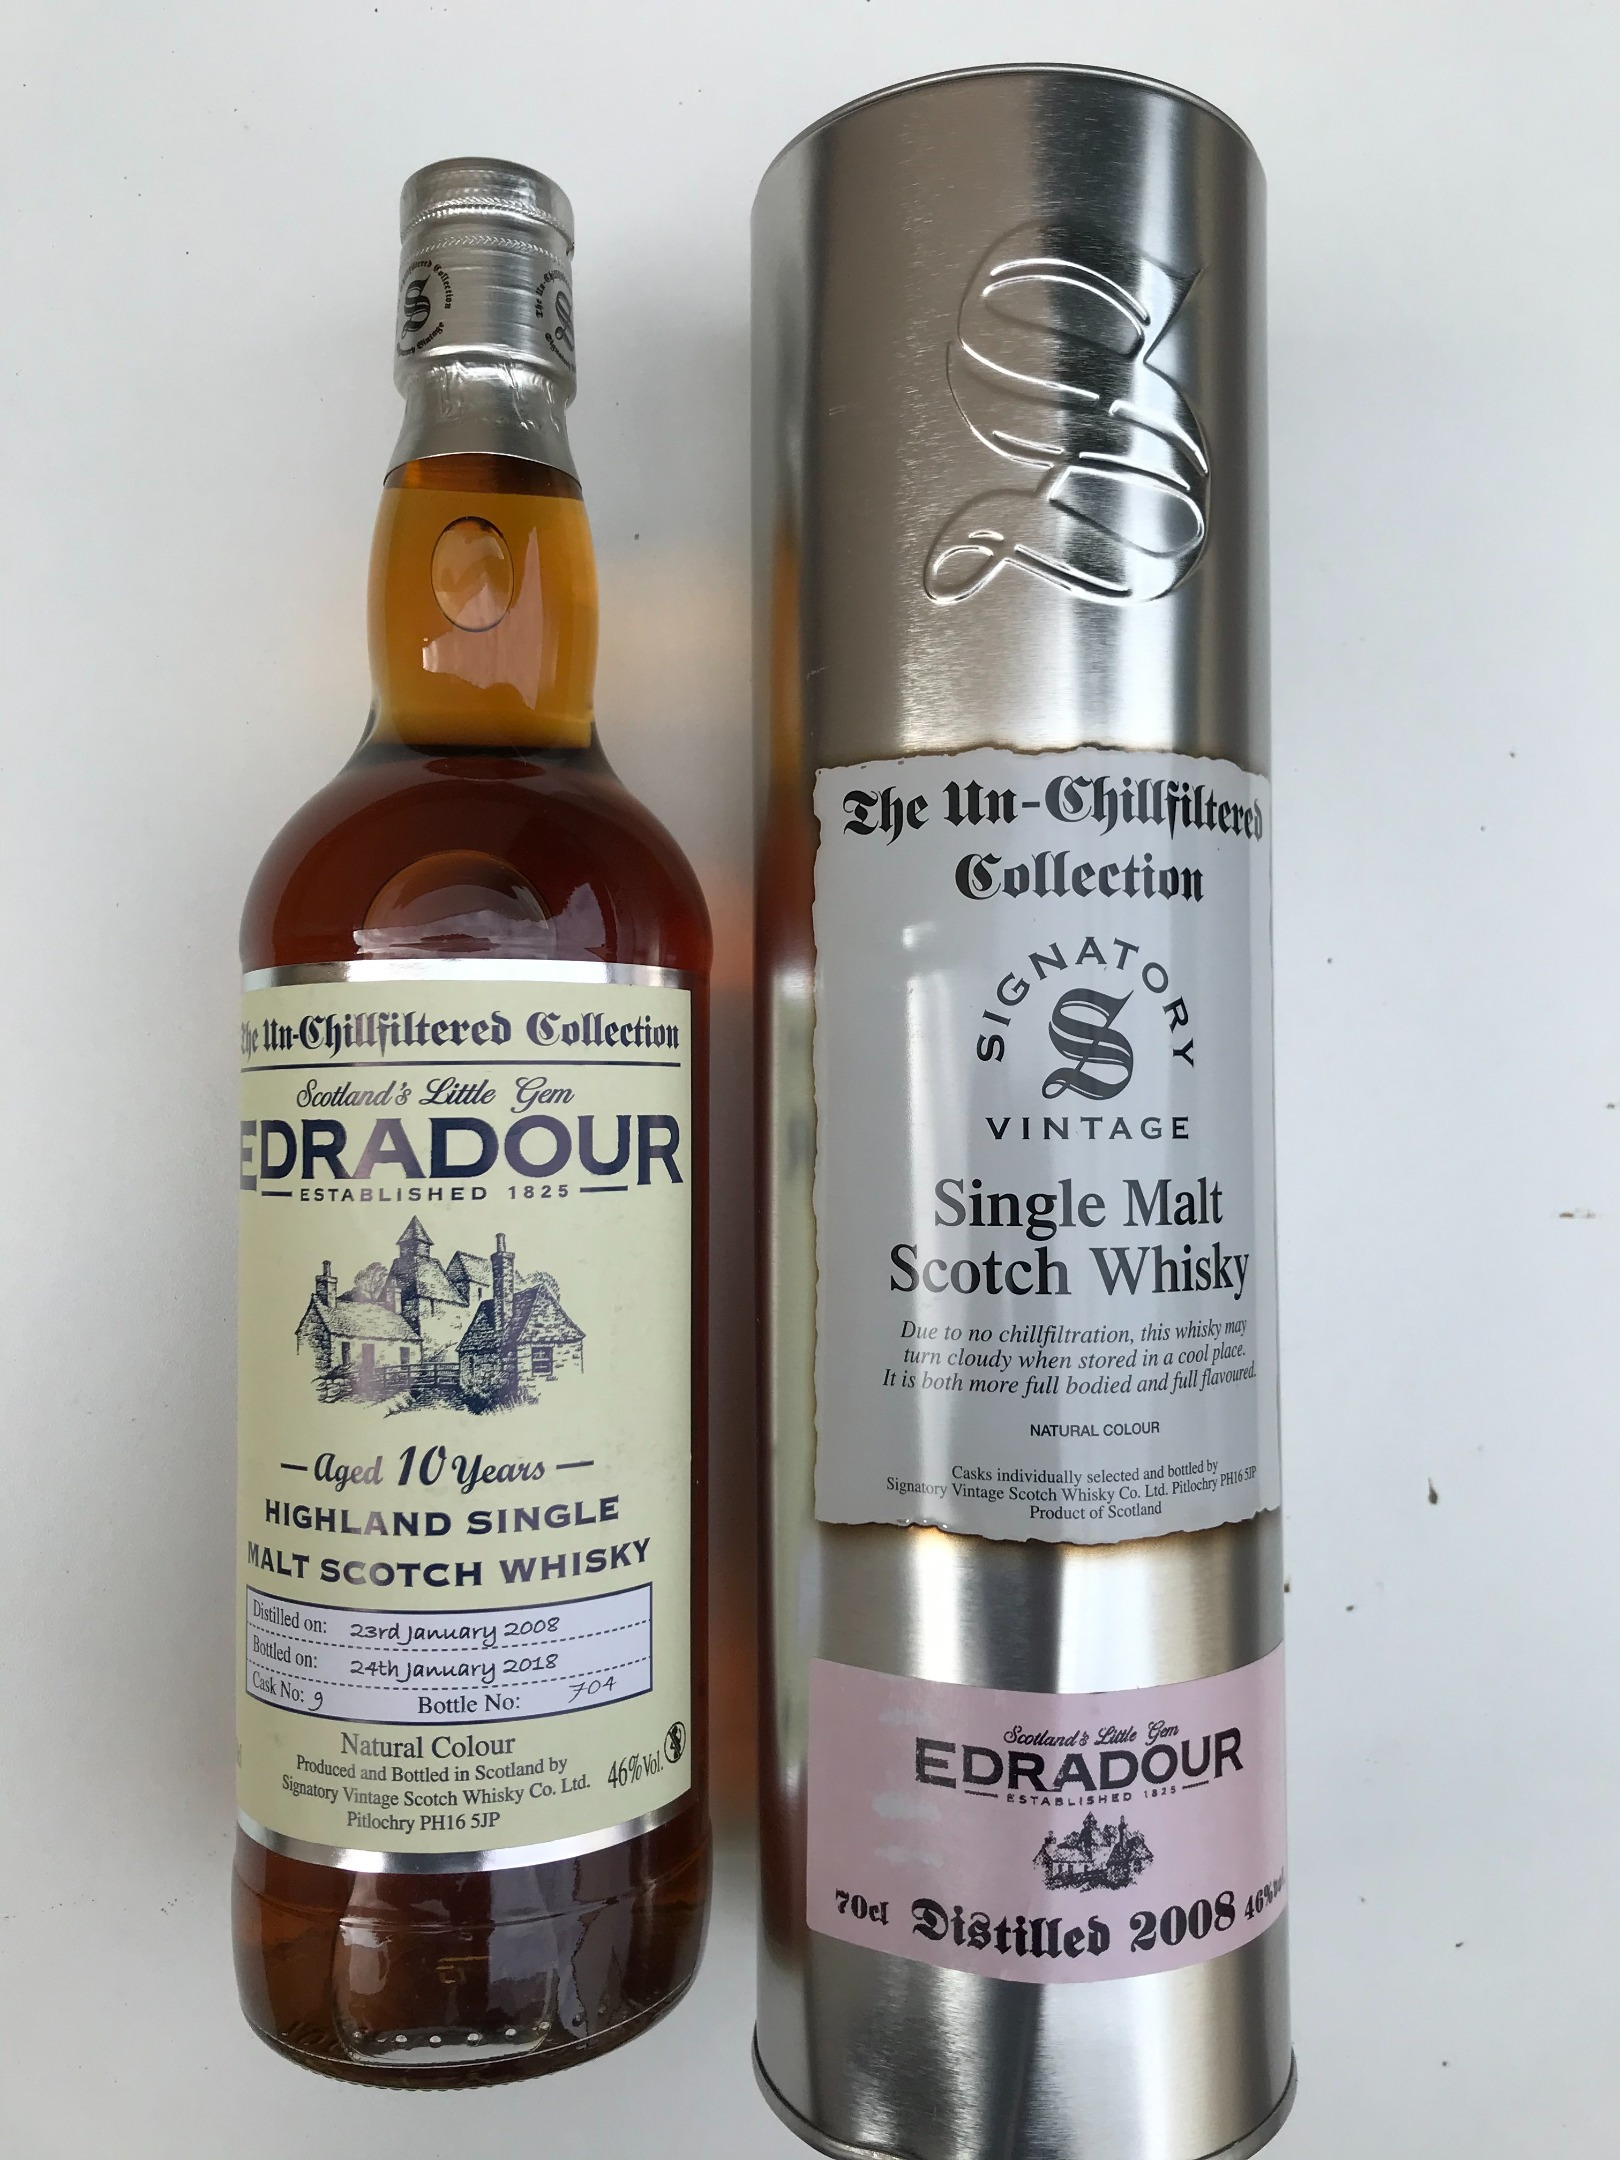 The Un-Chillfiltered Collection
Scotland's Little Gem
EDRADOUR
ESTABLISHED 1825
Aged 10 Years
HIGHLAND SINGLE
MALT SCOTCH WHISKY
Distilled on: 23rd January 2008
Bottled on: 24th January 2018
Cask No: 9 Bottle No: 704
Natural Colour
Produced and Bottled in Scotland by
Signatory Vintage Scotch Whisky Co. Ltd.
Pitlochry PH16 5JP
46%Vol.
The Un-Chillfiltered
Collection
SIGNATORY
S
VINTAGE
Single Malt
Scotch Whisky
Due to no chillfiltration, this whisky may
turn cloudy when stored in a cool place.
It is both more full bodied and full flavoured.
NATURAL COLOUR
Casks individually selected and bottled by
Signatory Vintage Scotch Whisky Co. Ltd. Pitlochry PH16 5JP
Product of Scotland
Scotland's Little Gem
EDRADOUR
ESTABLISHED 1825
70cl Distilled 2008 46%vol.